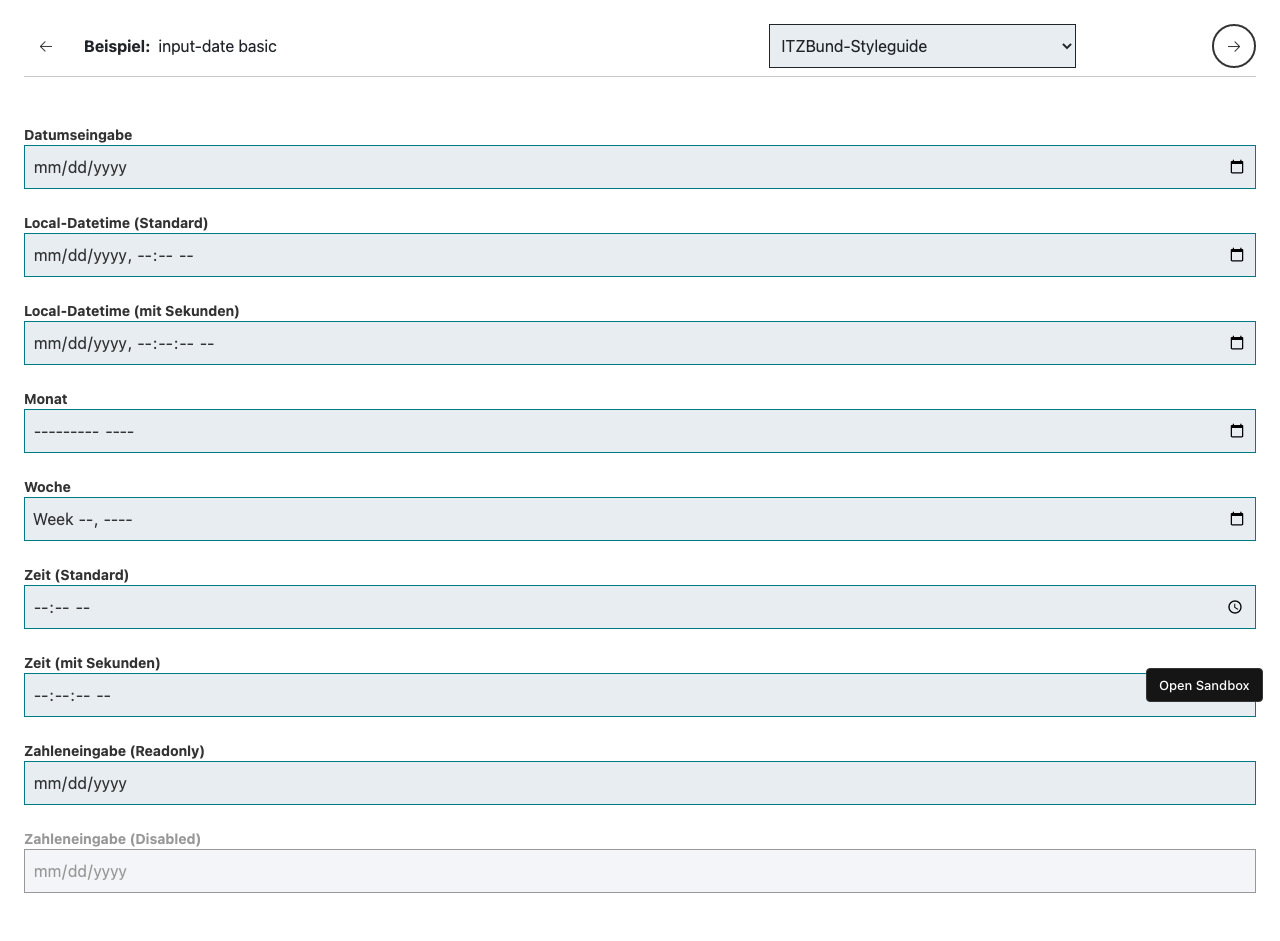 Beispiel: input-date basic
ITZBund-Styleguide
Datumseingabe
mm/dd/yyyy
Local-Datetime (Standard)
mm/dd/yyyy, --:-- --
Local-Datetime (mit Sekunden)
mm/dd/yyyy, --:--:-- --
Monat
--------- ----
Woche
Week --, ----
Zeit (Standard)
--:-- --
Zeit (mit Sekunden)
--:--:-- --
Open Sandbox
Zahleneingabe (Readonly)
mm/dd/yyyy
Zahleneingabe (Disabled)
mm/dd/yyyy